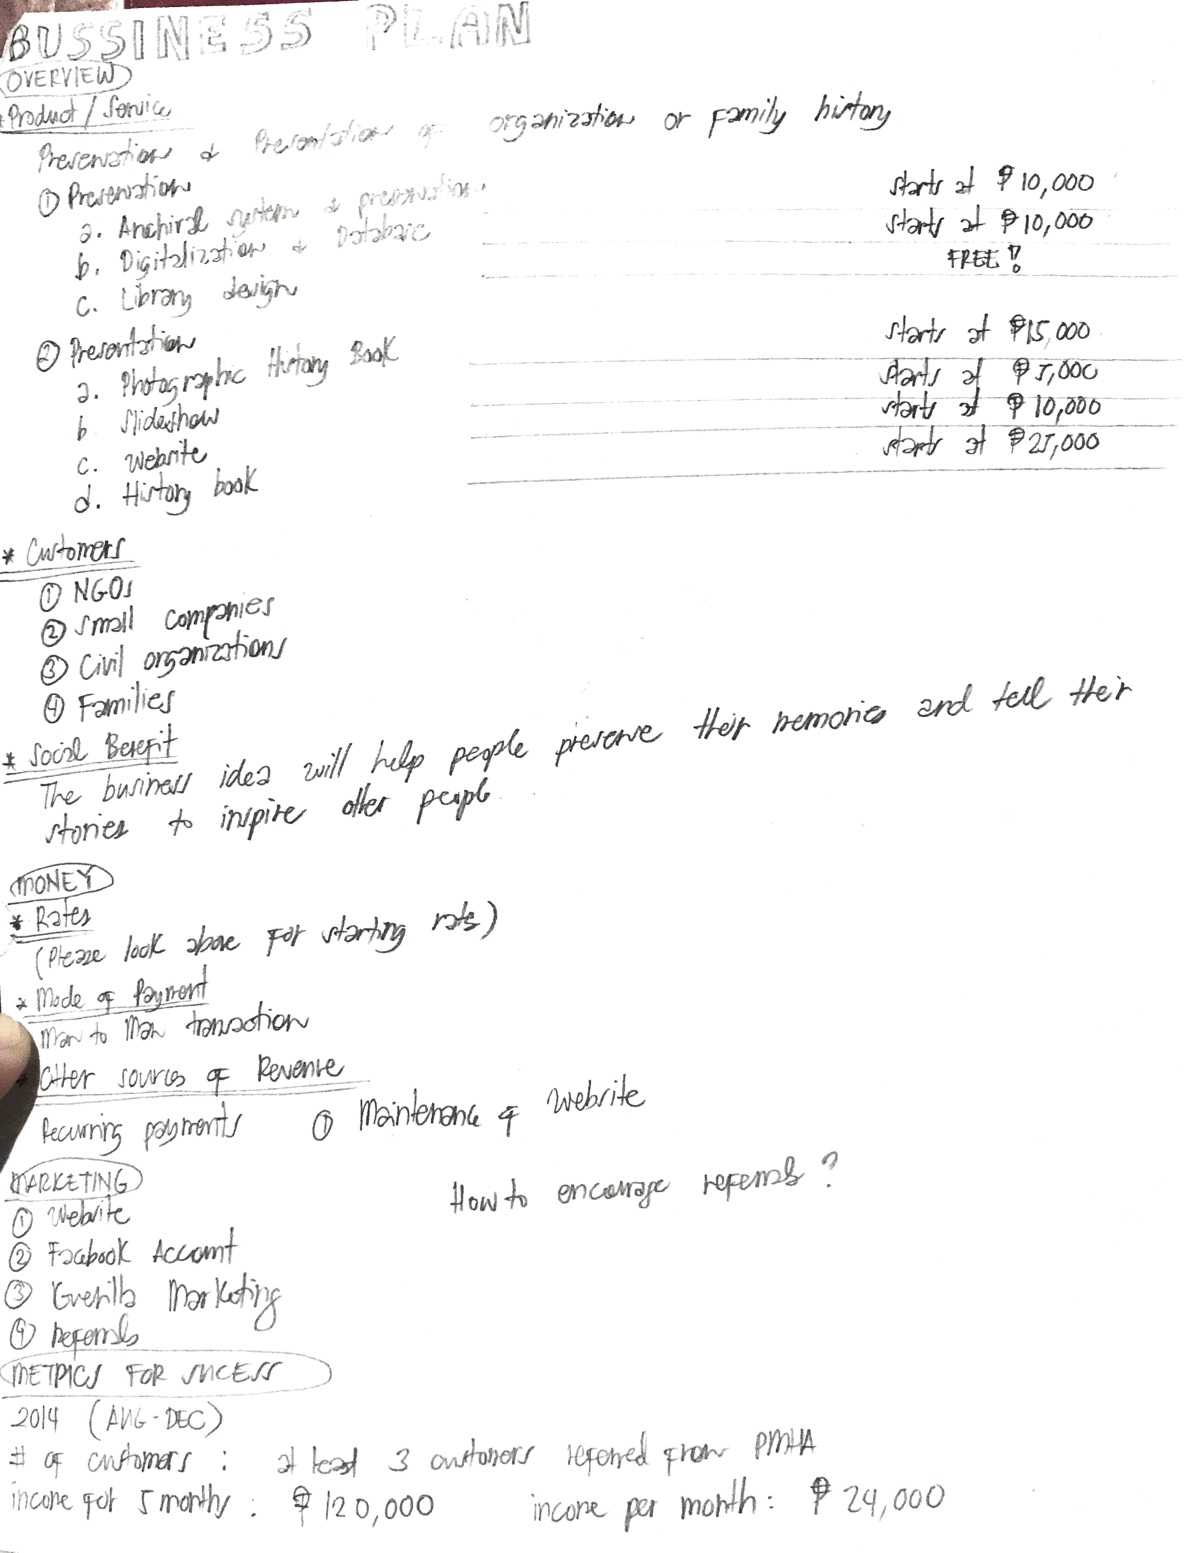 BUSSINESS PLAN
OVERVIEW
* Product / Service
Preservation & Presentation of organization or family history
① Preservation
a. Archival system & preservation starts at ₱10,000
b. Digitalization & Database starts at ₱10,000
c. Library design FREE!
② Presentation
a. Photographic History Book starts at ₱15,000
b Slideshow starts at ₱5,000
c. Website starts at ₱10,000
d. History book starts at ₱25,000
* Customers
① NGOs
② Small companies
③ Civil organizations
④ Families
* Social Benefit
The business idea will help people preserve their memories and tell their
stories to inspire other people
MONEY
* Rates
(Please look above for starting rates)
* Mode of Payment
Man to Man transaction
* Other sources of Revenue
Recurring payments ① Maintenance of Website
MARKETING
① Website
How to encourage referrals?
② Facebook Account
③ Guerilla Marketing
④ Referrals
METRICS FOR SUCESS
2014 (AUG-DEC)
# of customers : at least 3 customers referred from PMHA
income for 5 months : ₱120,000 income per month : ₱24,000